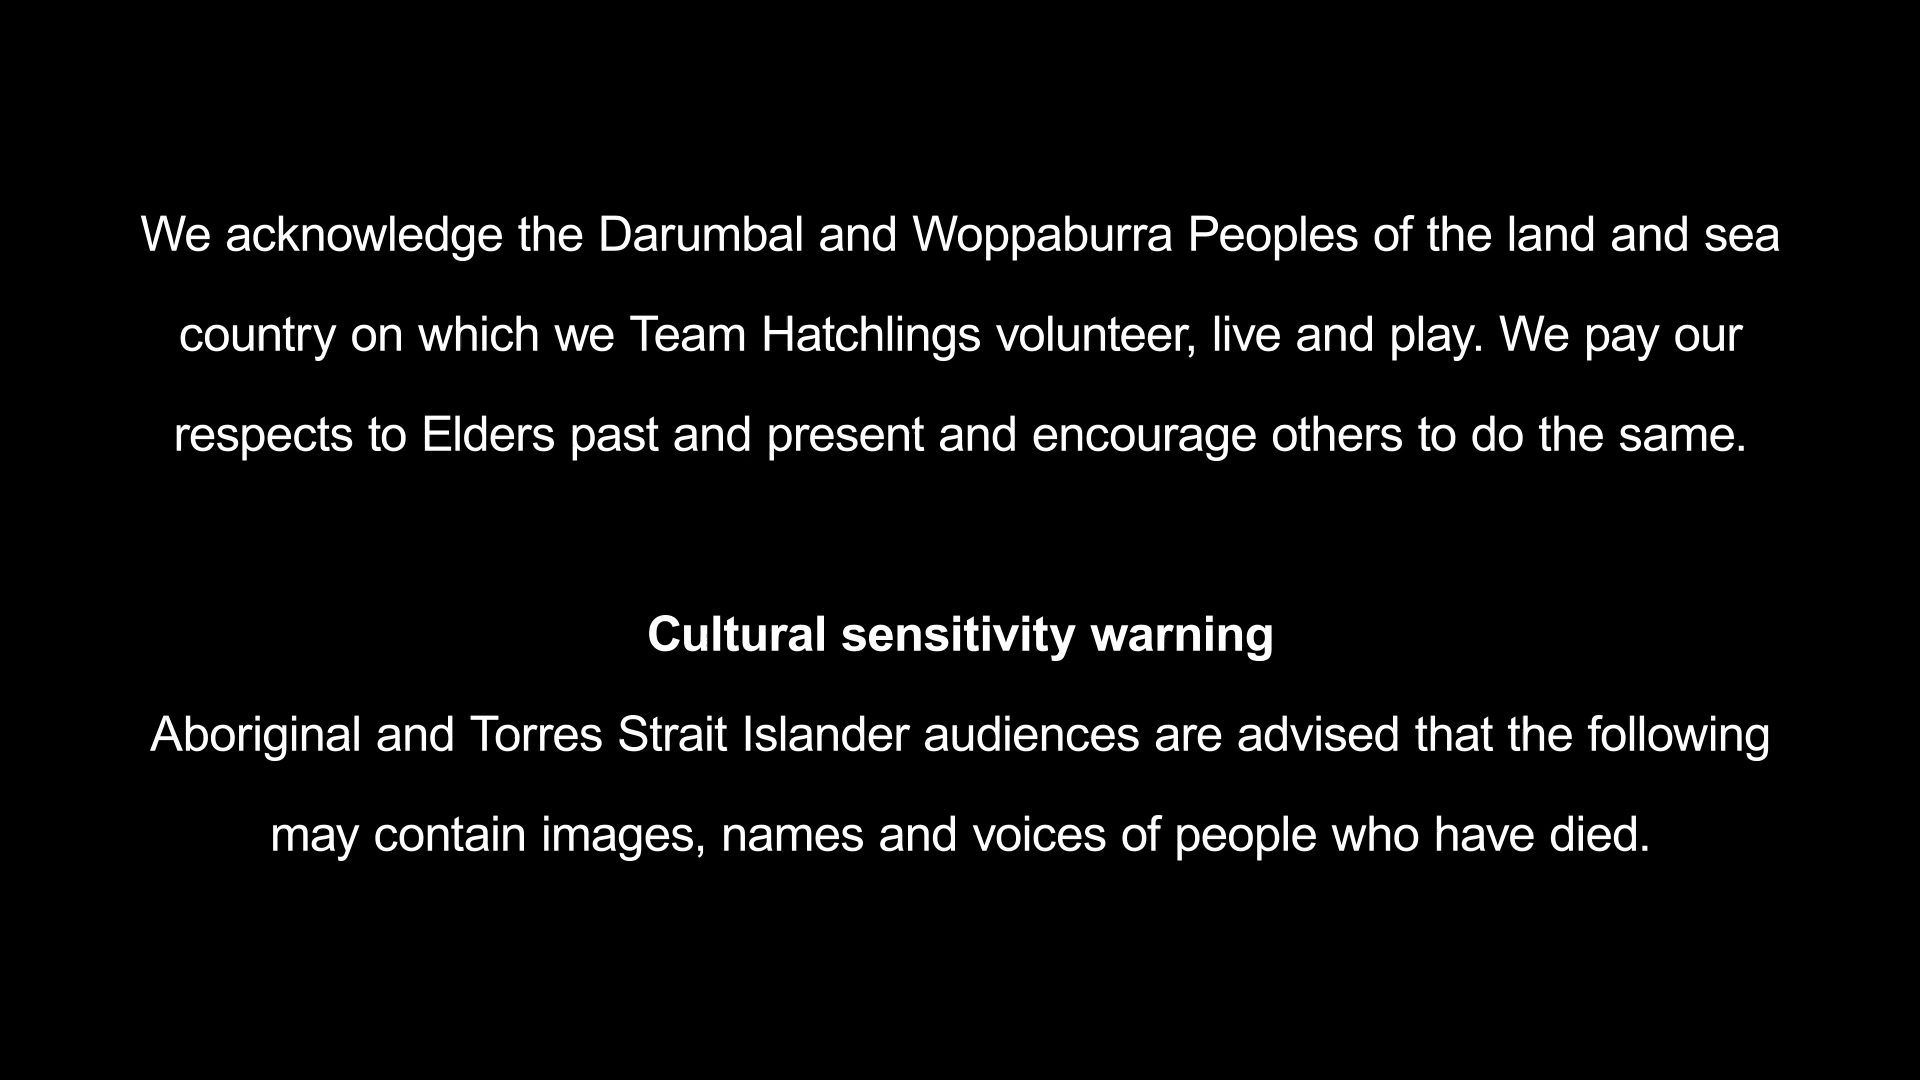 We acknowledge the Darumbal and Woppaburra Peoples of the land and sea
country on which we Team Hatchlings volunteer, live and play. We pay our
respects to Elders past and present and encourage others to do the same.
Cultural sensitivity warning
Aboriginal and Torres Strait Islander audiences are advised that the following
may contain images, names and voices of people who have died.